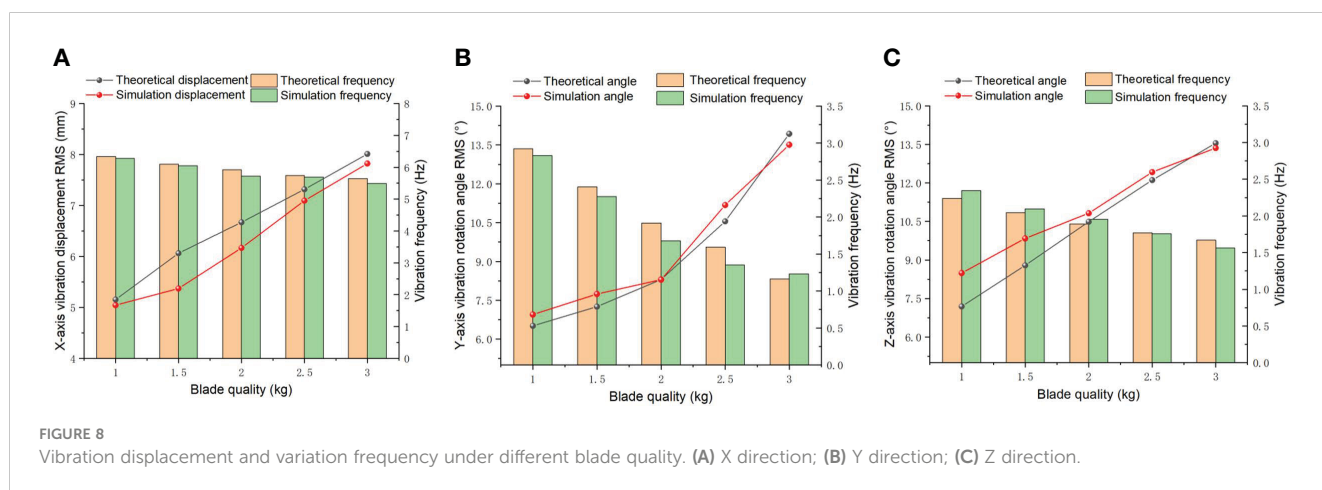 A
Theoretical displacement
Theoretical frequency
Simulation displacement
Simulation frequency
X-axis vibration displacement RMS (mm)
9
8
7
6
5
4
Vibration frequency (Hz)
8
7
6
5
4
3
2
1
0
1
1.5
2
2.5
3
Blade quality (kg)
B
Theoretical angle
Theoretical frequency
Simulation angle
Simulation frequency
Y-axis vibration rotation angle RMS (°)
15.0
13.5
12.0
10.5
9.0
7.5
6.0
Vibration frequency (Hz)
3.5
3.0
2.5
2.0
1.5
1.0
0.5
0.0
1
1.5
2
2.5
3
Blade quality (kg)
C
Theoretical angle
Theoretical frequency
Simulation angle
Simulation frequency
Z-axis vibration rotation angle RMS (°)
15.0
13.5
12.0
10.5
9.0
7.5
6.0
Vibration frequency (Hz)
3.5
3.0
2.5
2.0
1.5
1.0
0.5
0.0
1
1.5
2
2.5
3
Blade quality (kg)
FIGURE 8
Vibration displacement and variation frequency under different blade quality. (A) X direction; (B) Y direction; (C) Z direction.